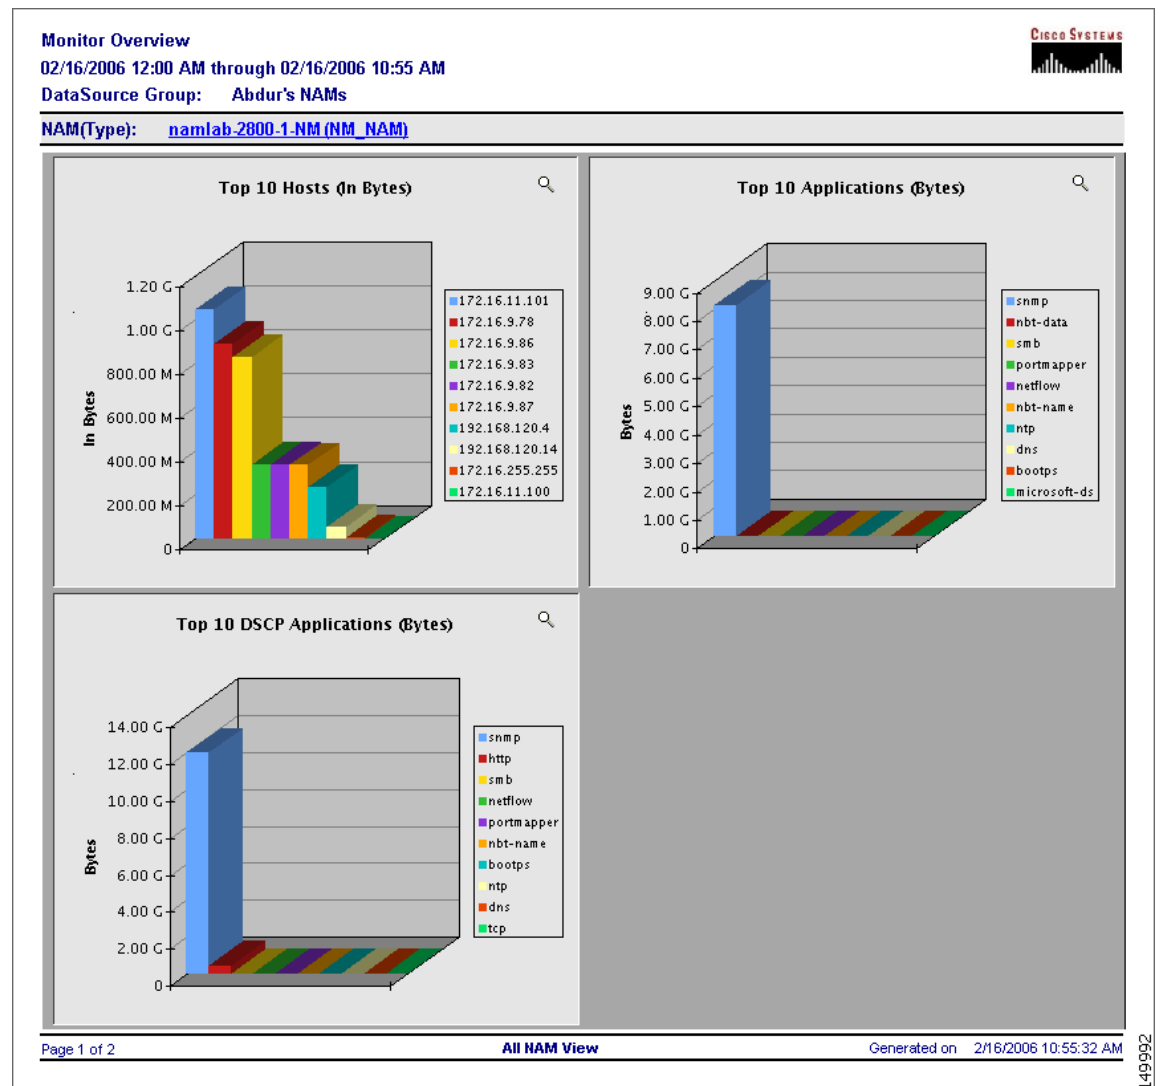 Monitor Overview
CISCO SYSTEMS
02/16/2006 12:00 AM through 02/16/2006 10:55 AM
DataSource Group: Abdur's NAMs
NAM(Type): namlab-2800-1-NM (NM_NAM)
Top 10 Hosts (In Bytes)
In Bytes
1.20 G
1.00 G
800.00 M
600.00 M
400.00 M
200.00 M
0
172.16.11.101
172.16.9.78
172.16.9.86
172.16.9.83
172.16.9.82
172.16.9.87
192.168.120.4
192.168.120.14
172.16.255.255
172.16.11.100
Top 10 Applications (Bytes)
Bytes
9.00 G
8.00 G
7.00 G
6.00 G
5.00 G
4.00 G
3.00 G
2.00 G
1.00 G
0
snmp
nbt-data
smb
portmapper
netflow
nbt-name
ntp
dns
bootps
microsoft-ds
Top 10 DSCP Applications (Bytes)
Bytes
14.00 G
12.00 G
10.00 G
8.00 G
6.00 G
4.00 G
2.00 G
0
snmp
http
smb
netflow
portmapper
nbt-name
bootps
ntp
dns
tcp
Page 1 of 2
All NAM View
Generated on 2/16/2006 10:55:32 AM
149992